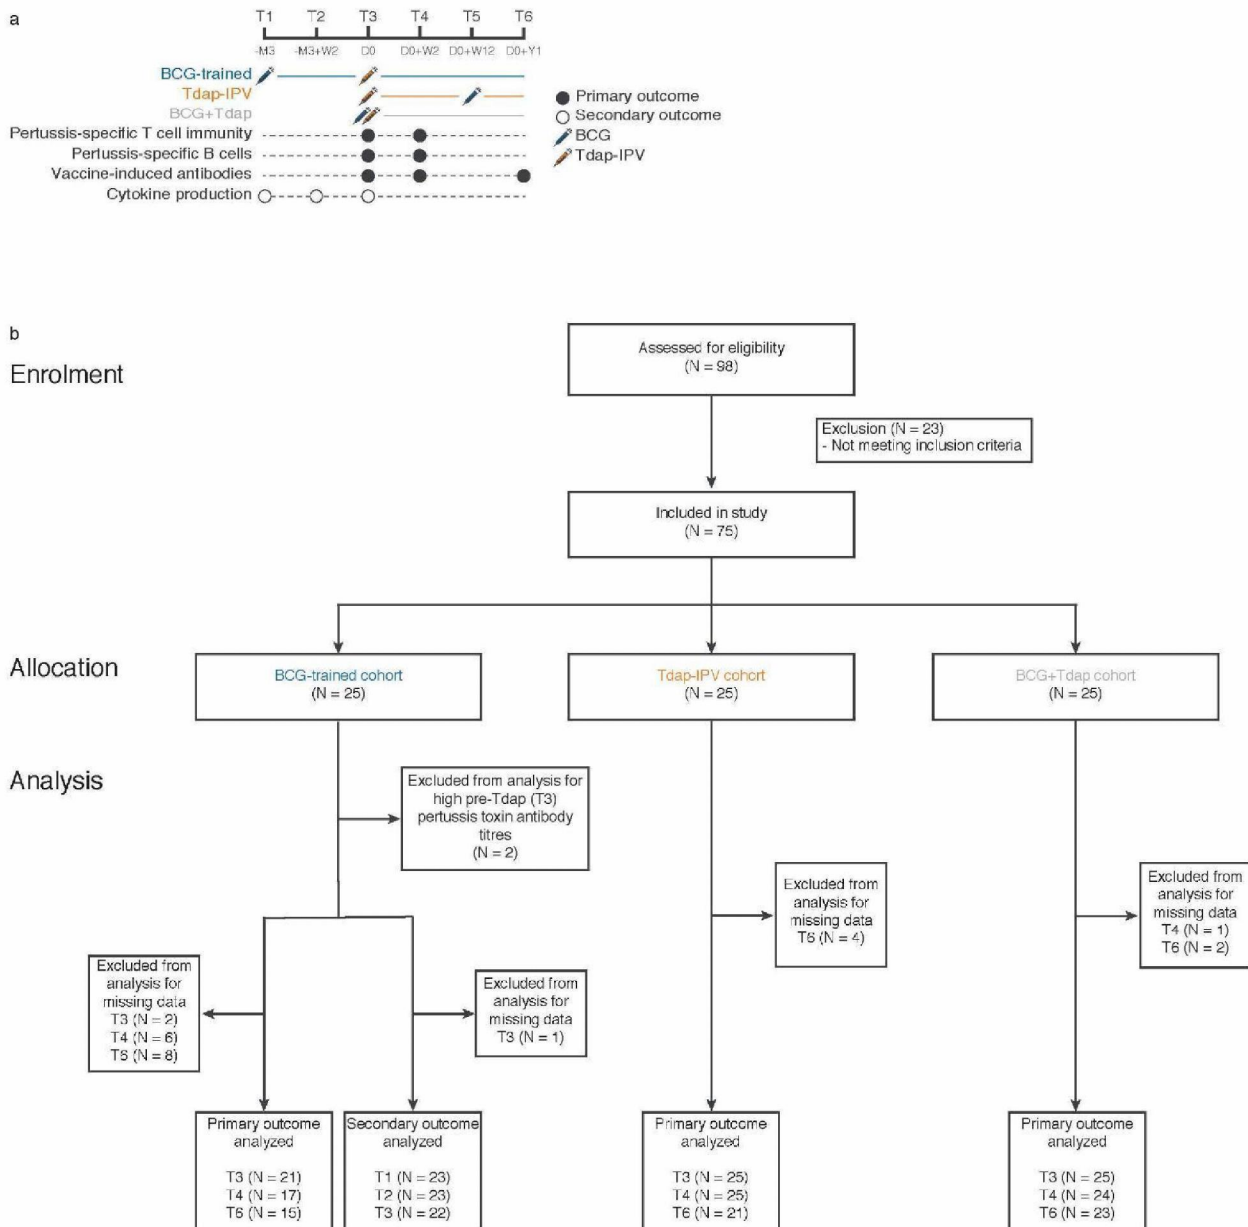 a
T1 T2 T3 T4 T5 T6
-M3 -M3+W2 D0 D0+W2 D0+W12 D0+Y1
BCG-trained
Tdap-IPV
BCG+Tdap
Pertussis-specific T cell immunity
Pertussis-specific B cells
Vaccine-induced antibodies
Cytokine production
Primary outcome
Secondary outcome
BCG
Tdap-IPV
b
Enrolment
Assessed for eligibility
(N = 98)
Exclusion (N = 23)
- Not meeting inclusion criteria
Included in study
(N = 75)
Allocation
BCG-trained cohort
(N = 25)
Tdap-IPV cohort
(N = 25)
BCG+Tdap cohort
(N = 25)
Analysis
Excluded from analysis for
high pre-Tdap (T3)
pertussis toxin antibody
titres
(N = 2)
Excluded from
analysis for
missing data
T6 (N = 4)
Excluded from
analysis for
missing data
T4 (N = 1)
T6 (N = 2)
Excluded from
analysis for
missing data
T3 (N = 2)
T4 (N = 6)
T6 (N = 8)
Excluded from
analysis for
missing data
T3 (N = 1)
Primary outcome
analyzed
T3 (N = 21)
T4 (N = 17)
T6 (N = 15)
Secondary outcome
analyzed
T1 (N = 23)
T2 (N = 23)
T3 (N = 22)
Primary outcome
analyzed
T3 (N = 25)
T4 (N = 25)
T6 (N = 21)
Primary outcome
analyzed
T3 (N = 25)
T4 (N = 24)
T6 (N = 23)